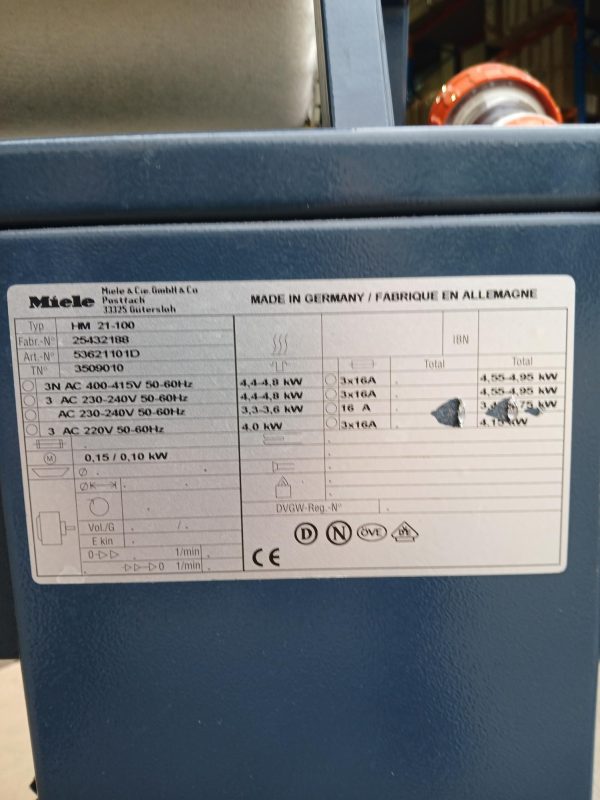 Miele
Miele & Cie. GmbH & Co
Postfach
33325 Gütersloh
MADE IN GERMANY / FABRIQUE EN ALLEMAGNE
Typ HM 21-100
Fabr.-N° 25432188
Art.-N° 53621101D
TN° 3509010
IBN
Total Total
3N AC 400-415V 50-60Hz 4,4-4,8 kW 3x16A 4,55-4,95 kW
3 AC 230-240V 50-60Hz 4,4-4,8 kW 3x16A 4,55-4,95 kW
AC 230-240V 50-60Hz 3,3-3,6 kW 16 A 75 kW
3 AC 220V 50-60Hz 4.0 kW 3x16A 4.15 kW
M 0,15 / 0,10 kW
Ø
Ø K
Vol./G /
E kin
0 1/min
0 1/min
DVGW-Reg.-N°
CE D N ÖVE